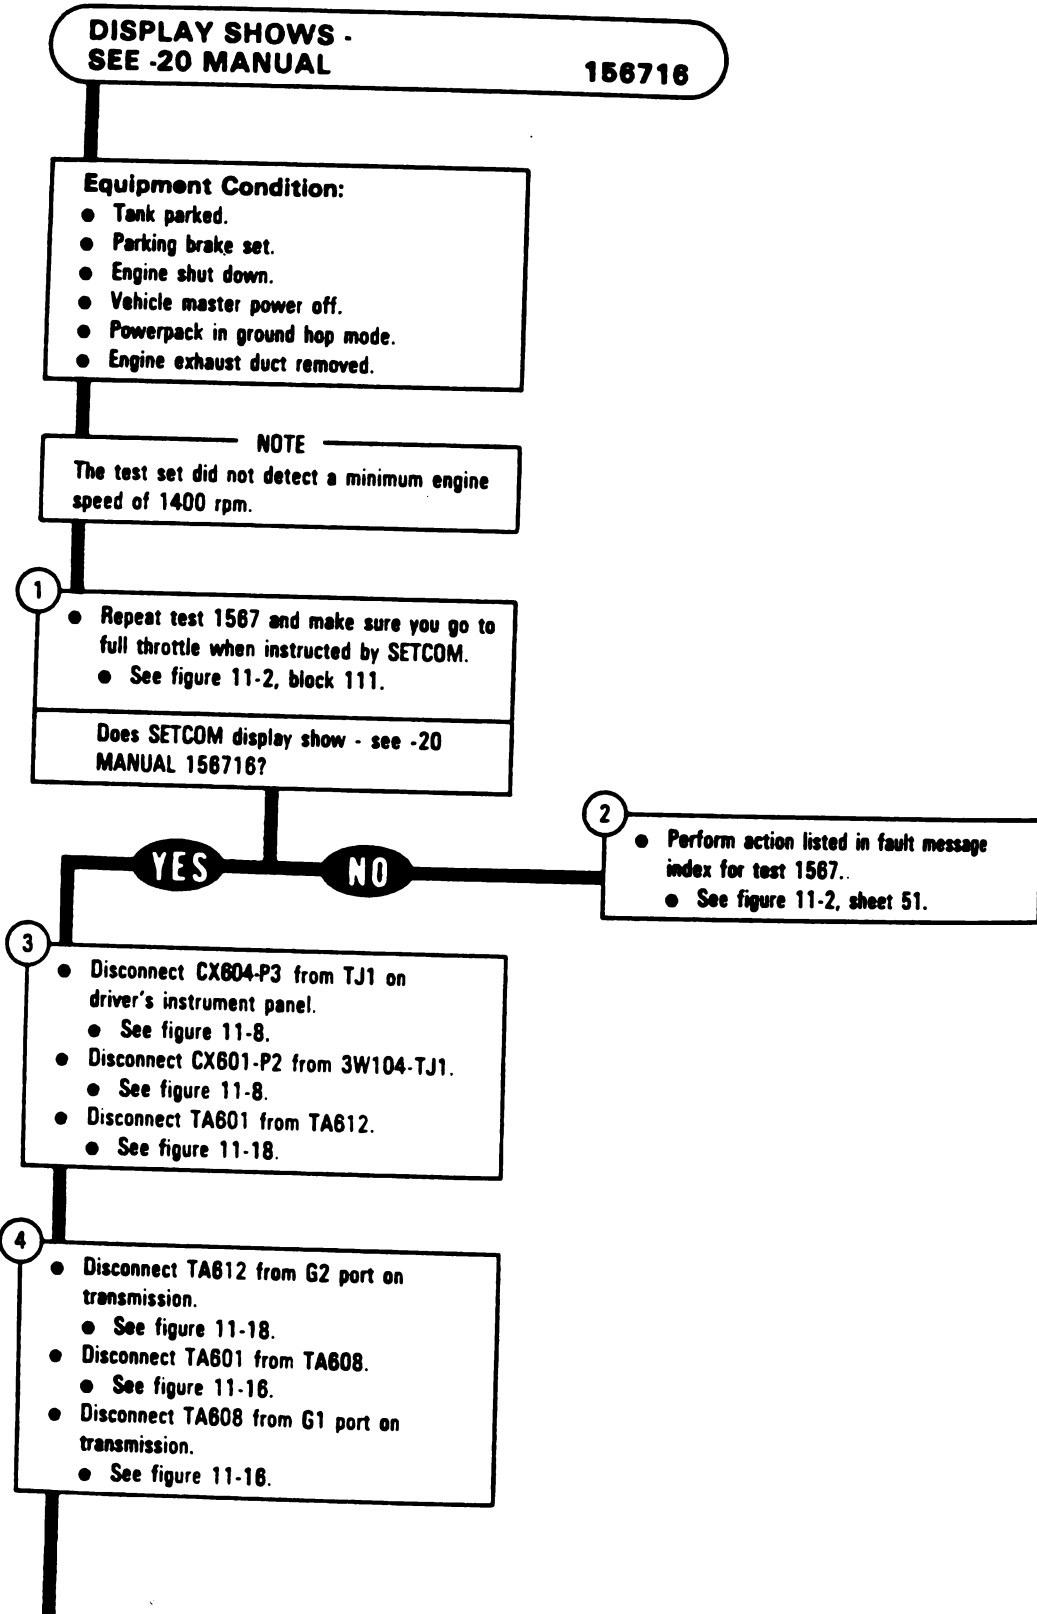 DISPLAY SHOWS -
SEE -20 MANUAL 156716
Equipment Condition:
● Tank parked.
● Parking brake set.
● Engine shut down.
● Vehicle master power off.
● Powerpack in ground hop mode.
● Engine exhaust duct removed.
NOTE
The test set did not detect a minimum engine
speed of 1400 rpm.
1
● Repeat test 1567 and make sure you go to
full throttle when instructed by SETCOM.
● See figure 11-2, block 111.
Does SETCOM display show - see -20
MANUAL 156716?
YES NO
2
● Perform action listed in fault message
index for test 1567.
● See figure 11-2, sheet 51.
3
● Disconnect CX604-P3 from TJ1 on
driver's instrument panel.
● See figure 11-8.
● Disconnect CX601-P2 from 3W104-TJ1.
● See figure 11-8.
● Disconnect TA601 from TA612.
● See figure 11-18.
4
● Disconnect TA612 from G2 port on
transmission.
● See figure 11-18.
● Disconnect TA601 from TA608.
● See figure 11-16.
● Disconnect TA608 from G1 port on
transmission.
● See figure 11-16.